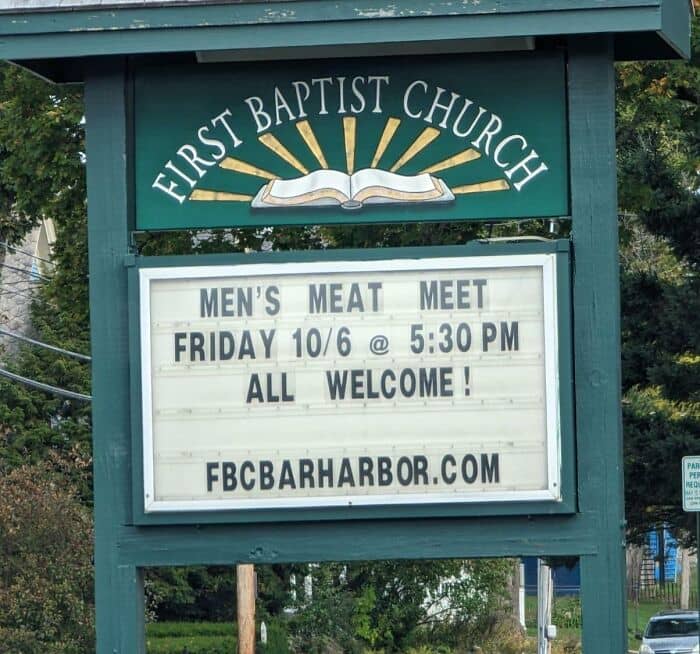 FIRST BAPTIST CHURCH
MEN'S MEAT MEET
FRIDAY 10/6 @ 5:30 PM
ALL WELCOME!
FBCBARHARBOR.COM